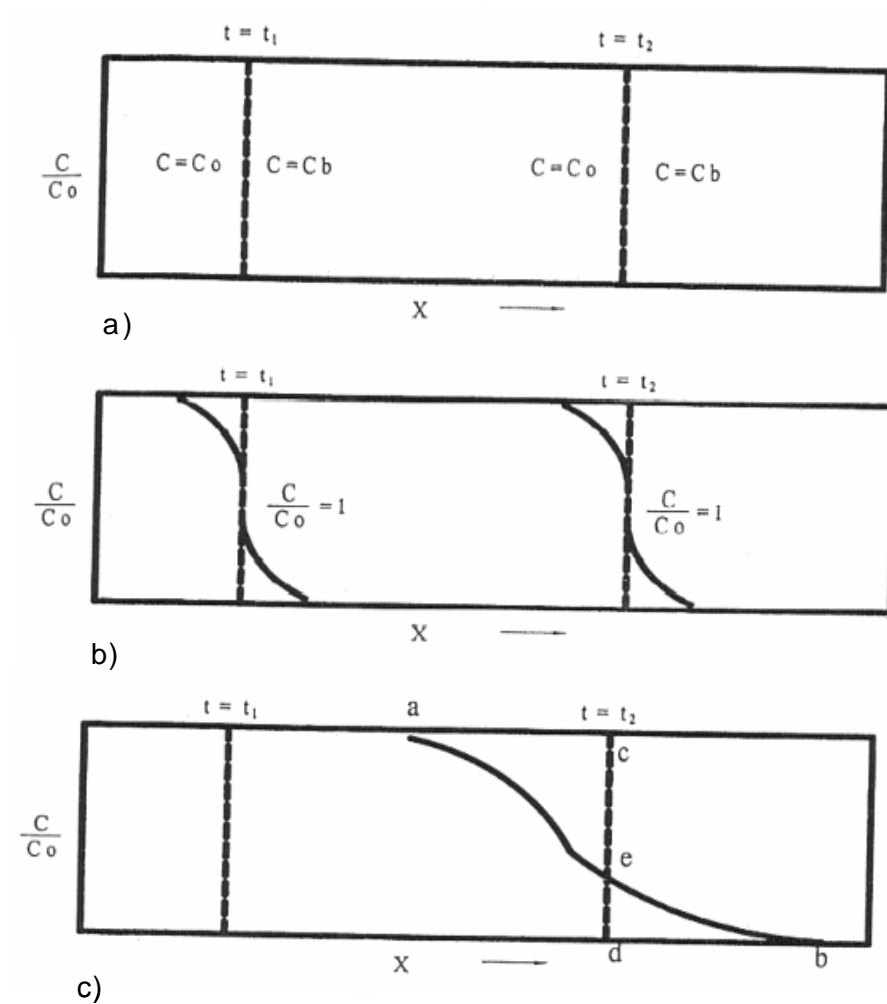 t = t₁ t = t₂
C/Co C=Co C=Cb C=Co C=Cb
X
a)
t = t₁ t = t₂
C/Co C/Co = 1 C/Co = 1
X
b)
t = t₁ a t = t₂
c
C/Co e
X d b
c)